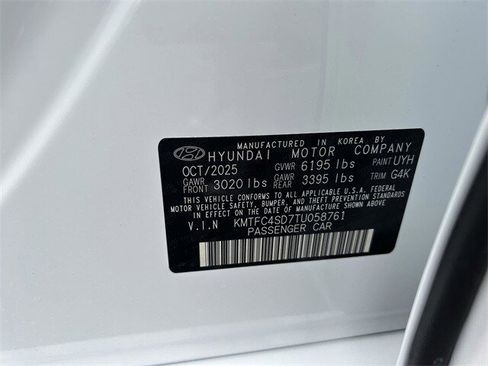 MANUFACTURED IN KOREA BY
HYUNDAI MOTOR COMPANY
OCT/2025 GVWR 6195 lbs PAINT UYH
GAWR FRONT 3020 lbs GAWR REAR 3395 lbs TRIM G4K
THIS VEHICLE CONFORMS TO ALL APPLICABLE U.S.A. FEDERAL
MOTOR VEHICLE SAFETY, BUMPER, AND THEFT PREVENTION
STANDARDS IN EFFECT ON THE DATE OF MANUFACTURE SHOWN ABOVE.
V.I.N KMTFC4SD7TU058761
PASSENGER CAR